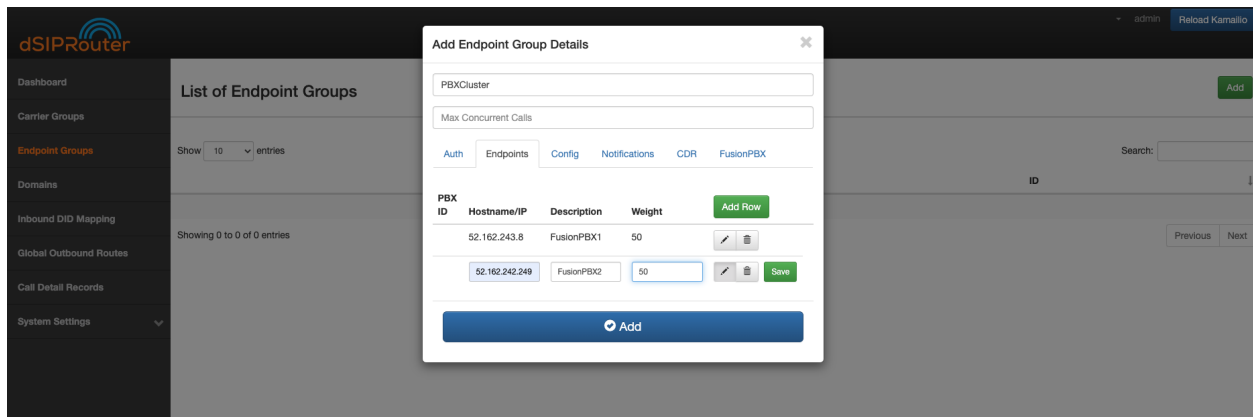 dSIPRouter
admin
Reload Kamailio
Dashboard
Carrier Groups
Endpoint Groups
Domains
Inbound DID Mapping
Global Outbound Routes
Call Detail Records
System Settings
List of Endpoint Groups
Add
Show 10 entries
Search:
ID
Showing 0 to 0 of 0 entries
Previous Next
Add Endpoint Group Details
PBXCluster
Max Concurrent Calls
Auth Endpoints Config Notifications CDR FusionPBX
PBX ID Hostname/IP Description Weight Add Row
52.162.243.8 FusionPBX1 50
52.162.242.249 FusionPBX2 50 Save
Add